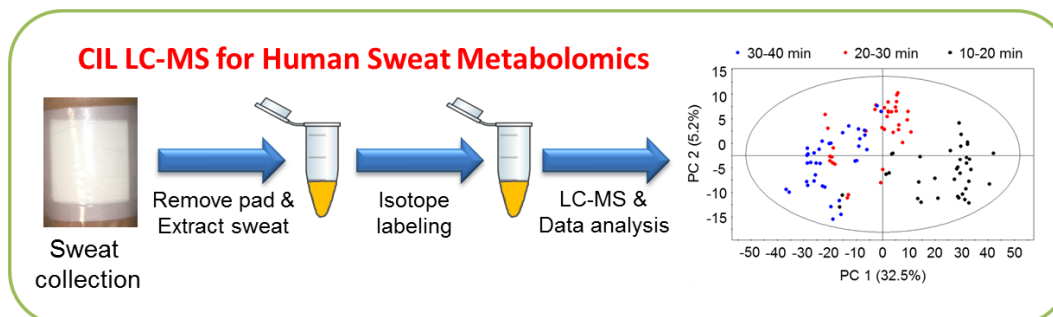 CIL LC-MS for Human Sweat Metabolomics
Sweat
collection
Remove pad &
Extract sweat
Isotope
labeling
LC-MS &
Data analysis
30-40 min 20-30 min 10-20 min
PC 2 (5.2%)
15
10
5
0
-5
-10
-15
-50 -40 -30 -20 -10 0 10 20 30 40 50
PC 1 (32.5%)